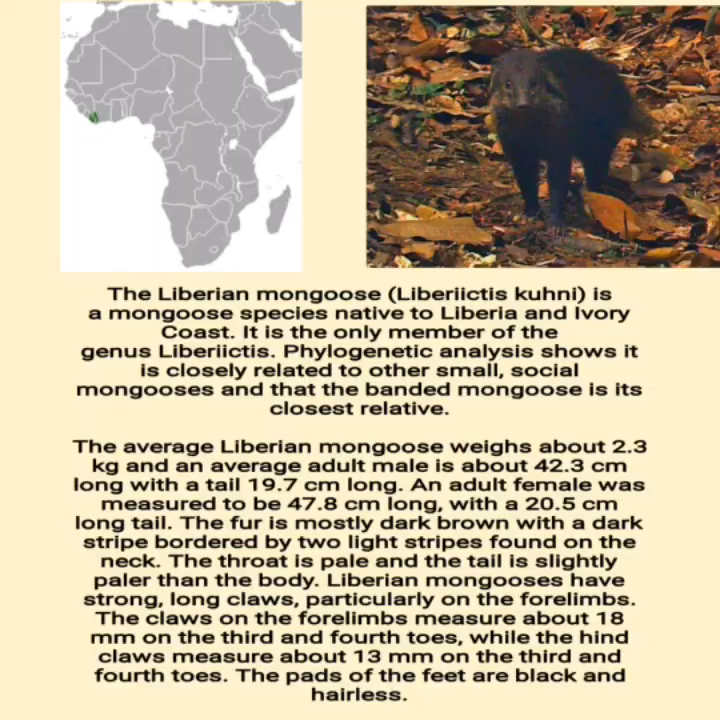 The Liberian mongoose (Liberiictis kuhni) is
a mongoose species native to Liberia and Ivory
Coast. It is the only member of the
genus Liberiictis. Phylogenetic analysis shows it
is closely related to other small, social
mongooses and that the banded mongoose is its
closest relative.
The average Liberian mongoose weighs about 2.3
kg and an average adult male is about 42.3 cm
long with a tail 19.7 cm long. An adult female was
measured to be 47.8 cm long, with a 20.5 cm
long tail. The fur is mostly dark brown with a dark
stripe bordered by two light stripes found on the
neck. The throat is pale and the tail is slightly
paler than the body. Liberian mongooses have
strong, long claws, particularly on the forelimbs.
The claws on the forelimbs measure about 18
mm on the third and fourth toes, while the hind
claws measure about 13 mm on the third and
fourth toes. The pads of the feet are black and
hairless.